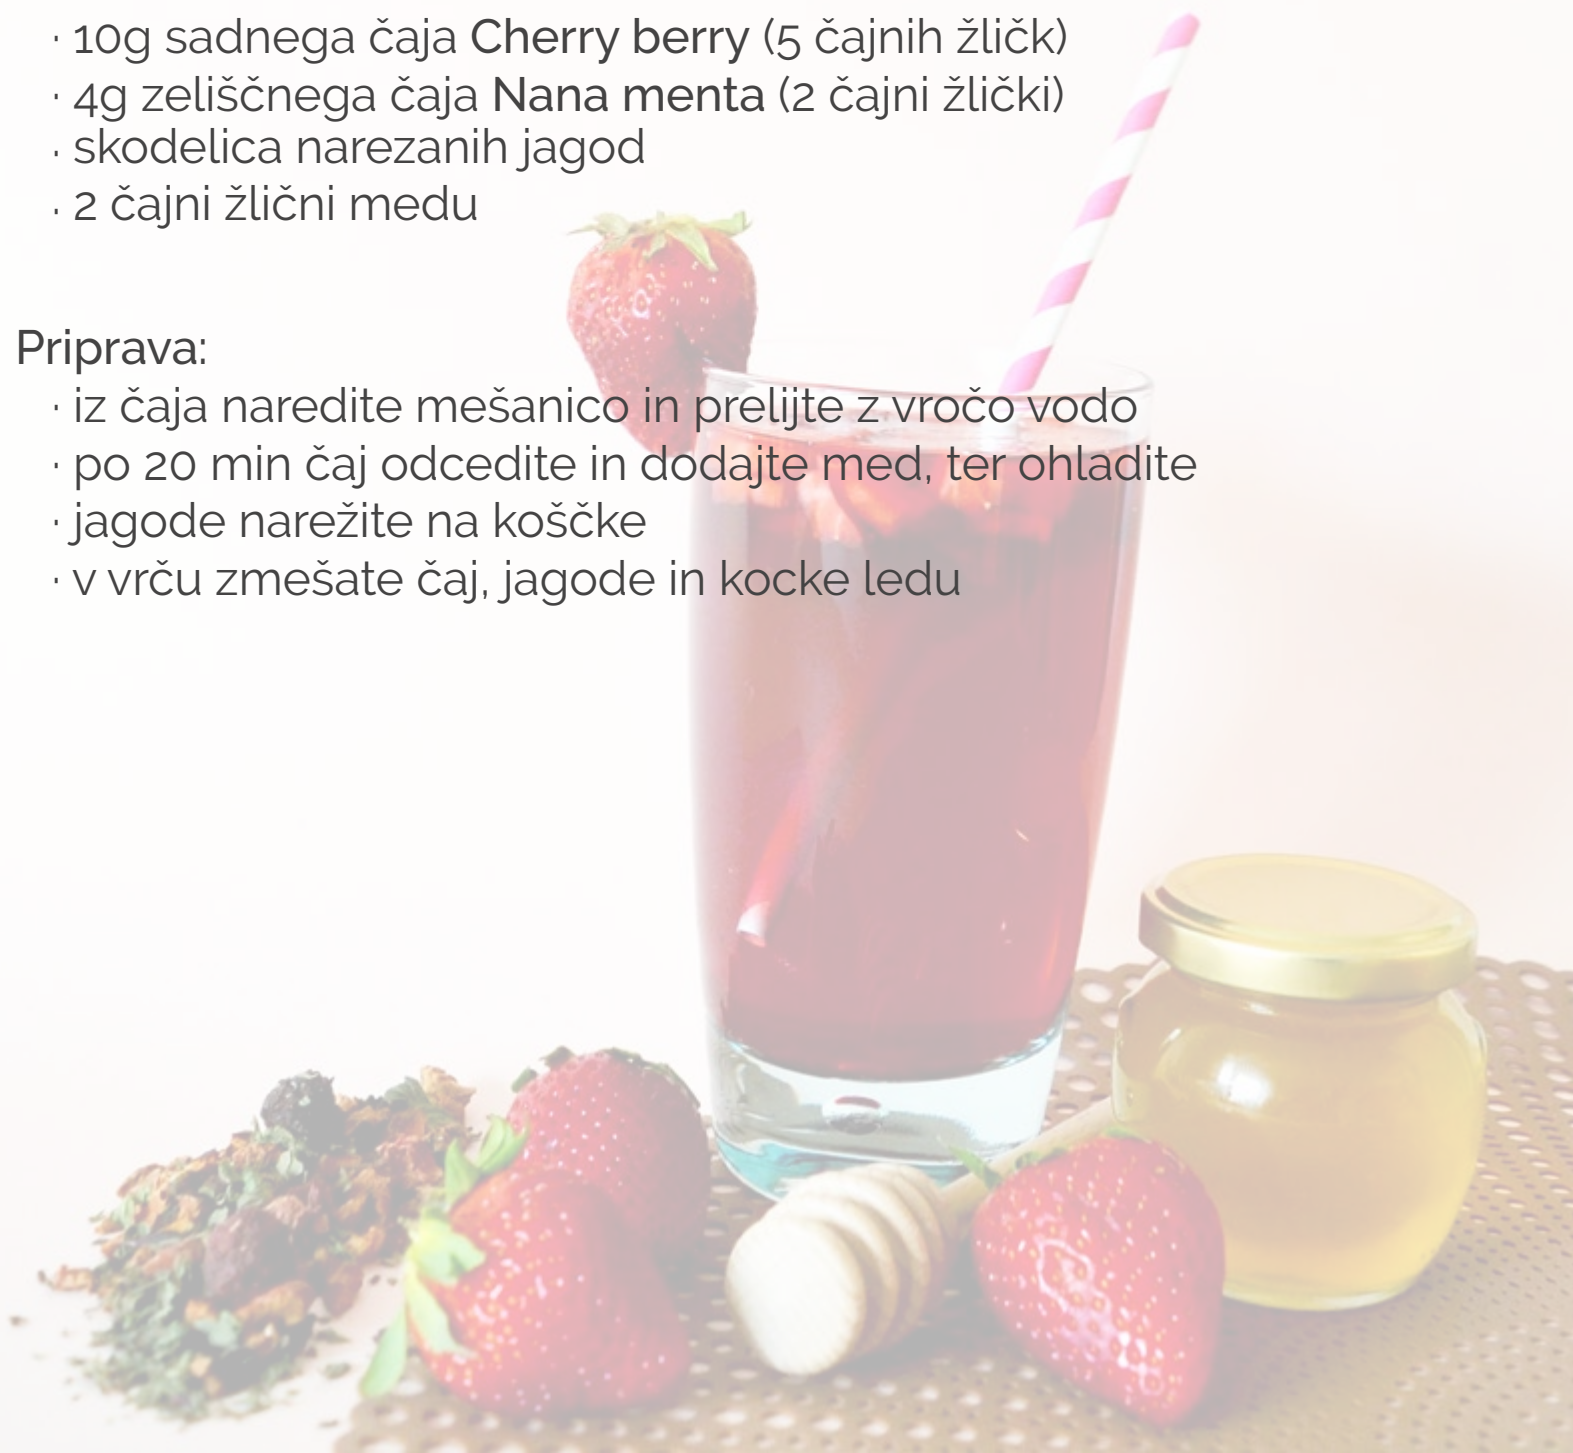 · 10g sadnega čaja Cherry berry (5 čajnih žličk)
· 4g zeliščnega čaja Nana menta (2 čajni žlički)
· skodelica narezanih jagod
· 2 čajni žlični medu
Priprava:
· iz čaja naredite mešanico in prelijte z vročo vodo
· po 20 min čaj odcedite in dodajte med, ter ohladite
· jagode narežite na koščke
· v vrču zmešate čaj, jagode in kocke ledu